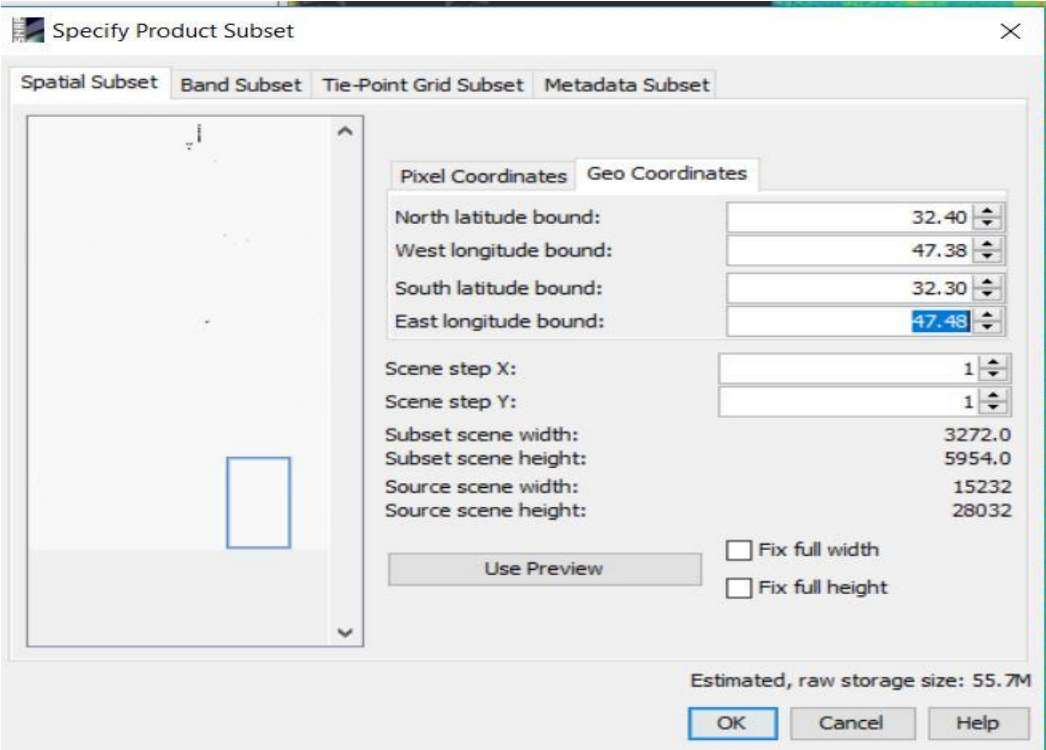 Specify Product Subset
Spatial Subset Band Subset Tie-Point Grid Subset Metadata Subset
Pixel Coordinates Geo Coordinates
North latitude bound: 32.40
West longitude bound: 47.38
South latitude bound: 32.30
East longitude bound: 47.48
Scene step X: 1
Scene step Y: 1
Subset scene width: 3272.0
Subset scene height: 5954.0
Source scene width: 15232
Source scene height: 28032
Use Preview
Fix full width
Fix full height
Estimated, raw storage size: 55.7M
OK Cancel Help